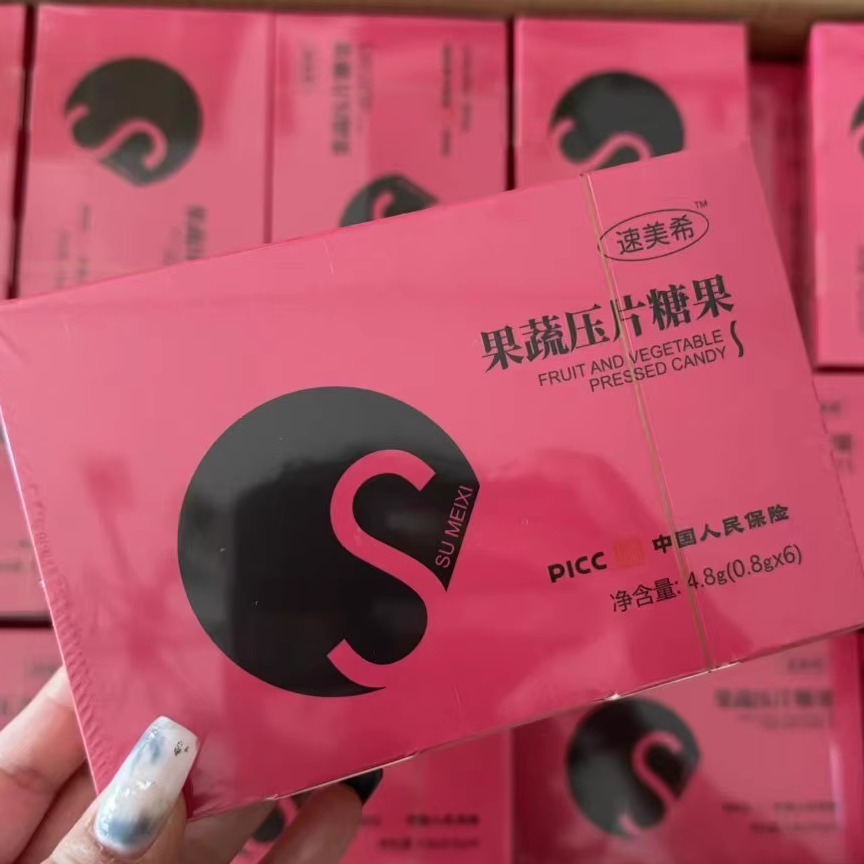 速美希™
果蔬压片糖果
FRUIT AND VEGETABLE
PRESSED CANDY
S
SU MEIXI
PICC 中国人民保险
净含量: 4.8g(0.8gx6)